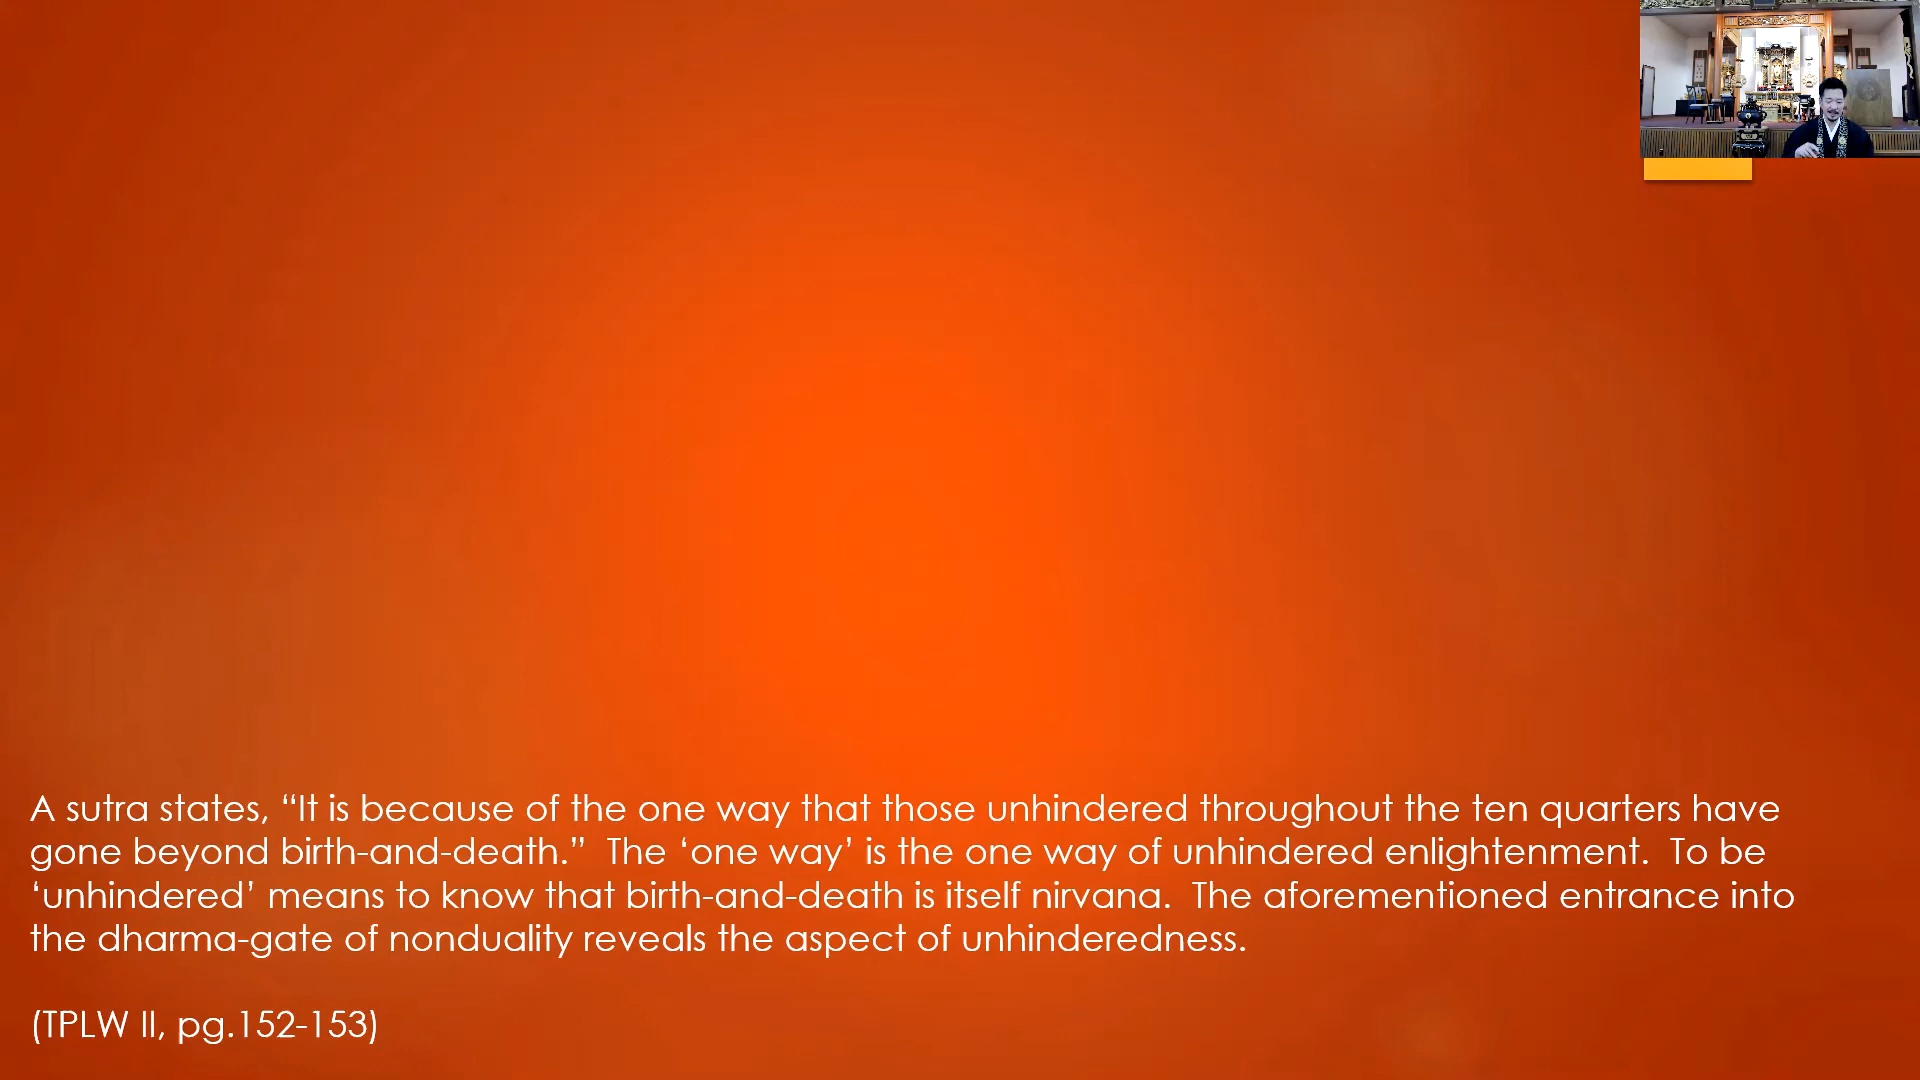 A sutra states, “It is because of the one way that those unhindered throughout the ten quarters have
gone beyond birth-and-death.”  The ‘one way’ is the one way of unhindered enlightenment.  To be
‘unhindered’ means to know that birth-and-death is itself nirvana.  The aforementioned entrance into
the dharma-gate of nonduality reveals the aspect of unhinderedness.
(TPLW II, pg.152-153)